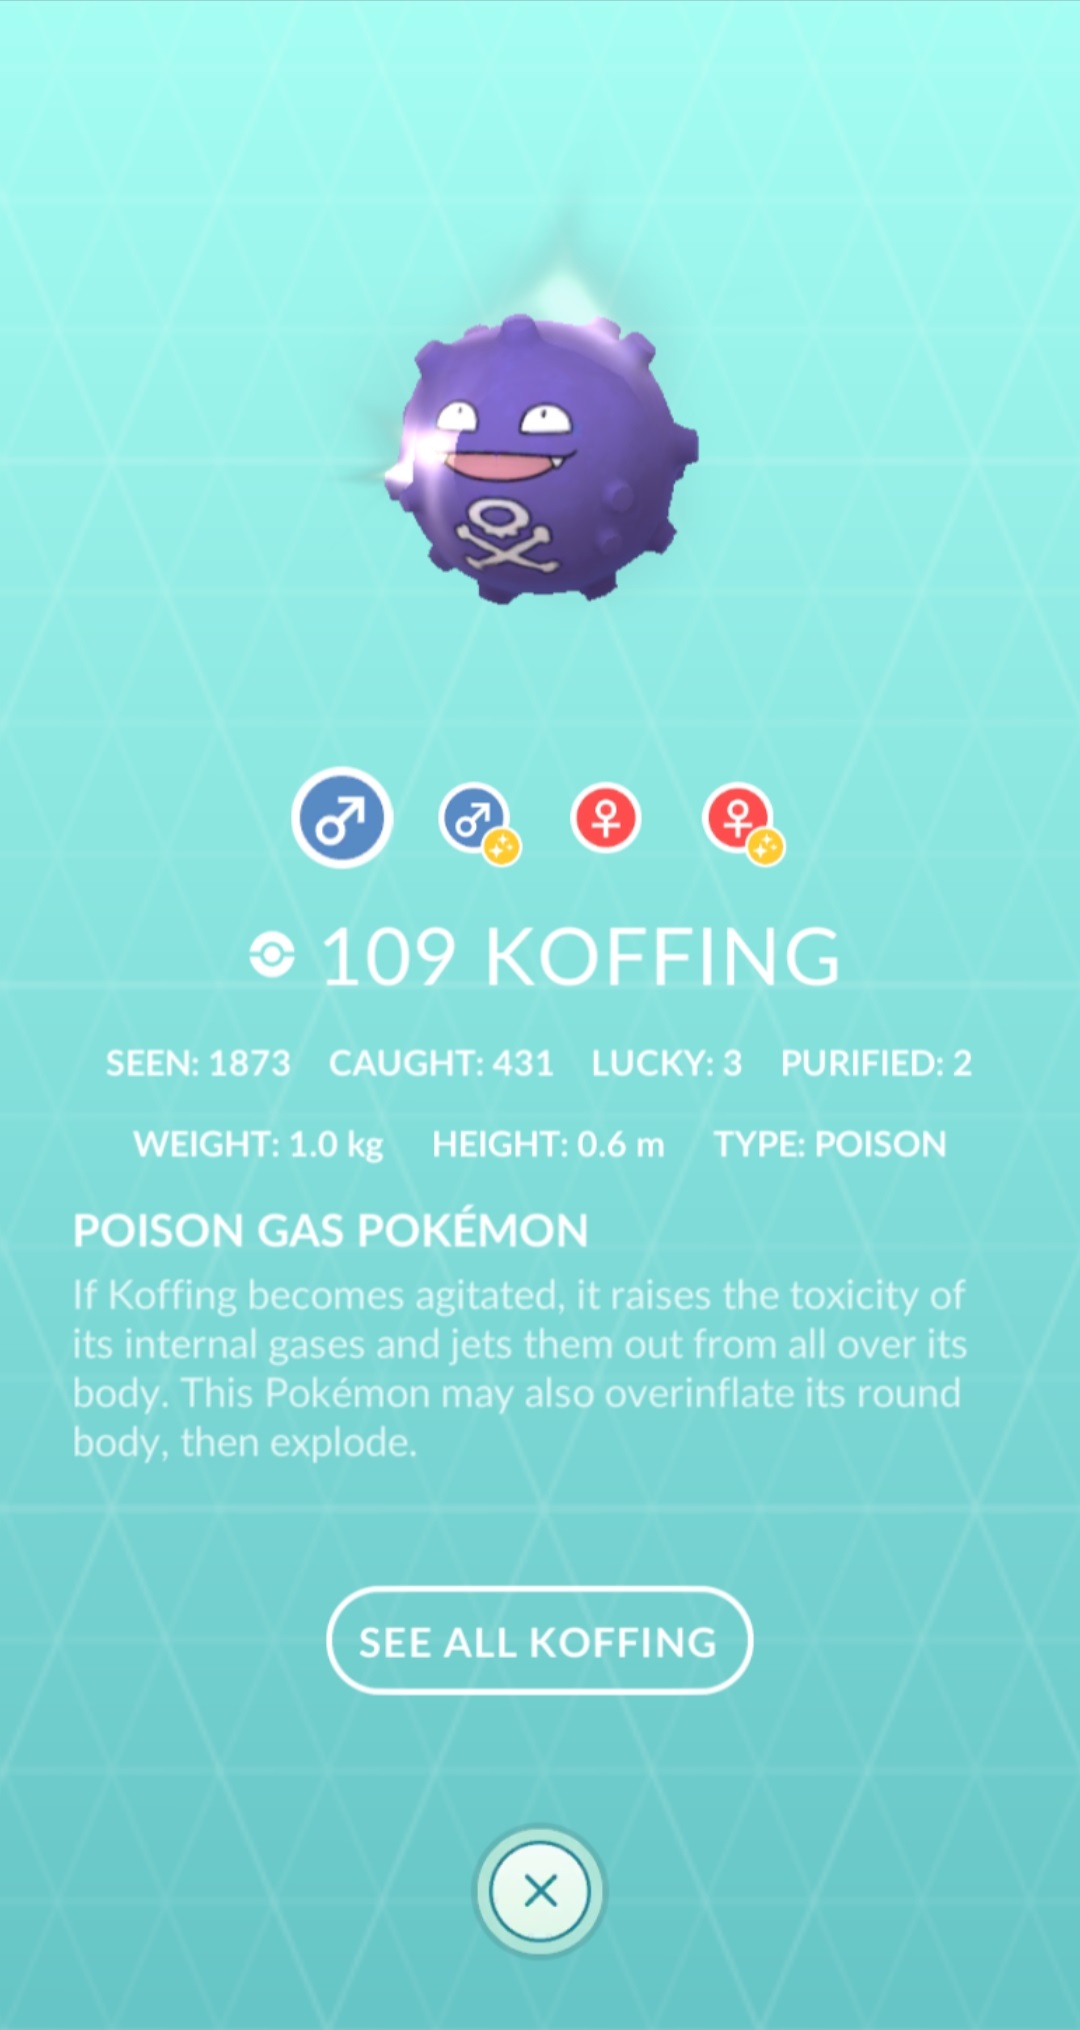 109 KOFFING
SEEN: 1873 CAUGHT: 431 LUCKY: 3 PURIFIED: 2
WEIGHT: 1.0 kg HEIGHT: 0.6 m TYPE: POISON
POISON GAS POKÉMON
If Koffing becomes agitated, it raises the toxicity of
its internal gases and jets them out from all over its
body. This Pokémon may also overinflate its round
body, then explode.
SEE ALL KOFFING